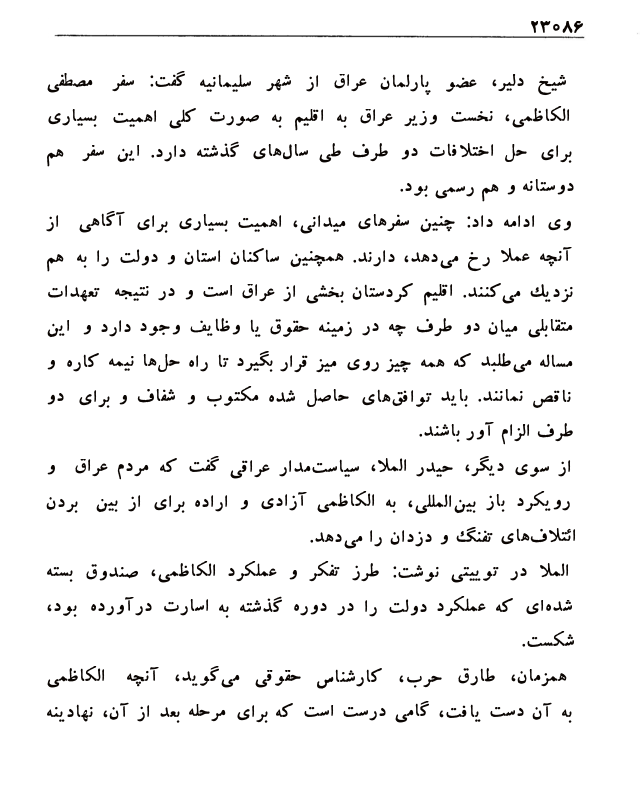 ۲۳۰۸۶
شیخ دلیر، عضو پارلمان عراق از شهر سلیمانیه گفت: سفر مصطفی
الکاظمی، نخست وزیر عراق به اقلیم به صورت کلی اهمیت بسیاری
برای حل اختلافات دو طرف طی سال‌های گذشته دارد. این سفر هم
دوستانه و هم رسمی بود.
وی ادامه داد: چنین سفرهای میدانی، اهمیت بسیاری برای آگاهی از
آنچه عملا رخ می‌دهد، دارند. همچنین ساکنان استان و دولت را به هم
نزدیك می‌کنند. اقلیم کردستان بخشی از عراق است و در نتیجه تعهدات
متقابلی میان دو طرف چه در زمینه حقوق یا وظایف وجود دارد و این
مساله می‌طلبد که همه چیز روی میز قرار بگیرد تا راه حل‌ها نیمه کاره و
ناقص نمانند. باید توافق‌های حاصل شده مکتوب و شفاف و برای دو
طرف الزام آور باشند.
از سوی دیگر، حیدر الملا، سیاست‌مدار عراقی گفت که مردم عراق و
رویکرد باز بین‌المللی، به الکاظمی آزادی و اراده برای از بین بردن
ائتلاف‌های تفنگ و دزدان را می‌دهد.
الملا در توییتی نوشت: طرز تفکر و عملکرد الکاظمی، صندوق بسته
شده‌ای که عملکرد دولت را در دوره گذشته به اسارت درآورده بود،
شکست.
همزمان، طارق حرب، کارشناس حقوقی می‌گوید، آنچه الکاظمی
به آن دست یافت، گامی درست است که برای مرحله بعد از آن، نهادینه